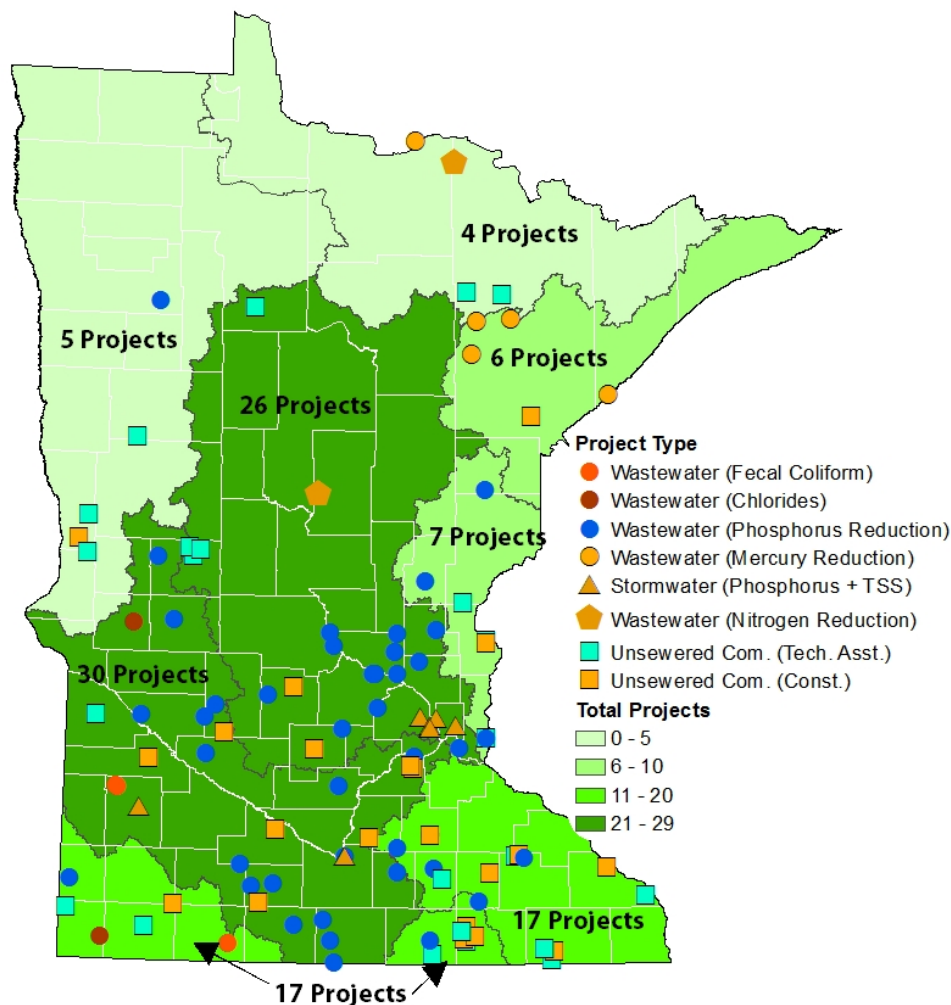 4 Projects
5 Projects
6 Projects
26 Projects
Project Type
Wastewater (Fecal Coliform)
Wastewater (Chlorides)
Wastewater (Phosphorus Reduction)
7 Projects
Wastewater (Mercury Reduction)
Stormwater (Phosphorus + TSS)
Wastewater (Nitrogen Reduction)
Unsewered Com. (Tech. Asst.)
30 Projects
Unsewered Com. (Const.)
Total Projects
0 - 5
6 - 10
11 - 20
21 - 29
17 Projects
17 Projects